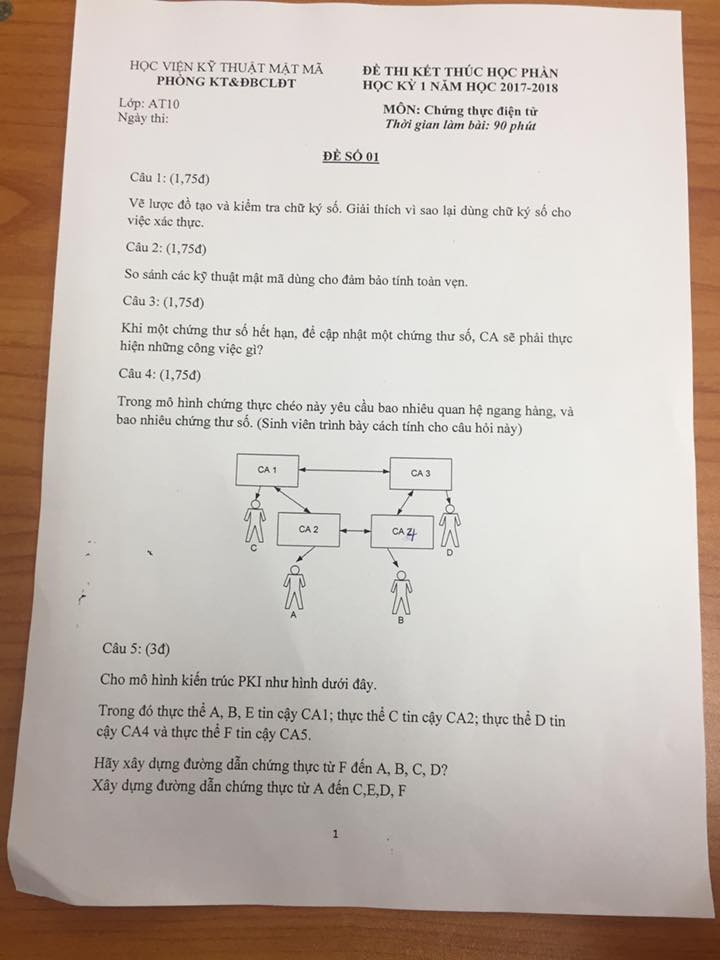 HỌC VIỆN KỸ THUẬT MẬT MÃ
PHÒNG KT&ĐBCLĐT
Lớp: AT10
Ngày thi:
ĐỀ THI KẾT THÚC HỌC PHẦN
HỌC KỲ 1 NĂM HỌC 2017-2018
MÔN: Chứng thực điện tử
Thời gian làm bài: 90 phút
ĐỀ SỐ 01
Câu 1: (1,75đ)
Vẽ lược đồ tạo và kiểm tra chữ ký số. Giải thích vì sao lại dùng chữ ký số cho
việc xác thực.
Câu 2: (1,75đ)
So sánh các kỹ thuật mật mã dùng cho đảm bảo tính toàn vẹn.
Câu 3: (1,75đ)
Khi một chứng thư số hết hạn, để cập nhật một chứng thư số, CA sẽ phải thực
hiện những công việc gì?
Câu 4: (1,75đ)
Trong mô hình chứng thực chéo này yêu cầu bao nhiêu quan hệ ngang hàng, và
bao nhiêu chứng thư số. (Sinh viên trình bày cách tính cho câu hỏi này)
CA 1
CA 3
C
CA 2
CA 4
D
A
B
Câu 5: (3đ)
Cho mô hình kiến trúc PKI như hình dưới đây.
Trong đó thực thể A, B, E tin cậy CA1; thực thể C tin cậy CA2; thực thể D tin
cậy CA4 và thực thể F tin cậy CA5.
Hãy xây dựng đường dẫn chứng thực từ F đến A, B, C, D?
Xây dựng đường dẫn chứng thực từ A đến C,E,D, F
1